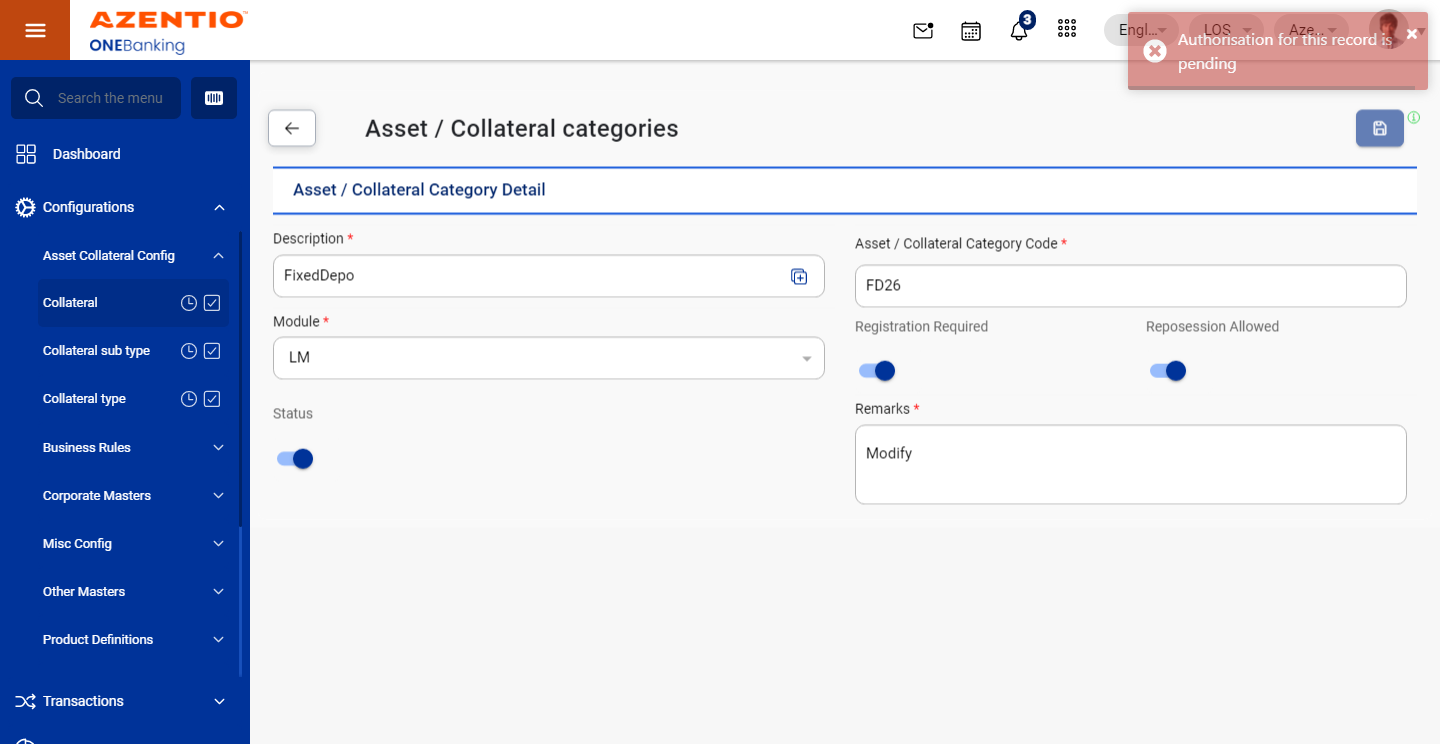 AZENTIO™
ONEBanking
3
Engl...
LOS
Aze...
Authorisation for this record is
pending
Search the menu
Dashboard
Configurations
Asset Collateral Config
Collateral
Collateral sub type
Collateral type
Business Rules
Corporate Masters
Misc Config
Other Masters
Product Definitions
Transactions
Asset / Collateral categories
Asset / Collateral Category Detail
Description *
FixedDepo
Asset / Collateral Category Code *
FD26
Module *
LM
Registration Required
Reposession Allowed
Status
Remarks *
Modify